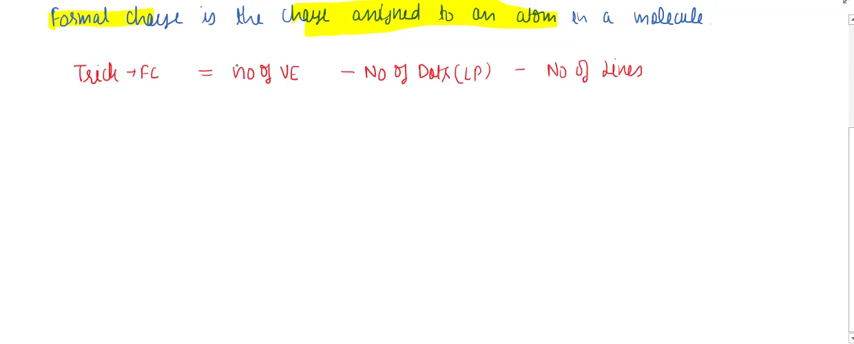 Formal charge is the charge assigned to an atom in a molecule.
Trick → FC = no of VE - No of Dots (LP) - No of Lines